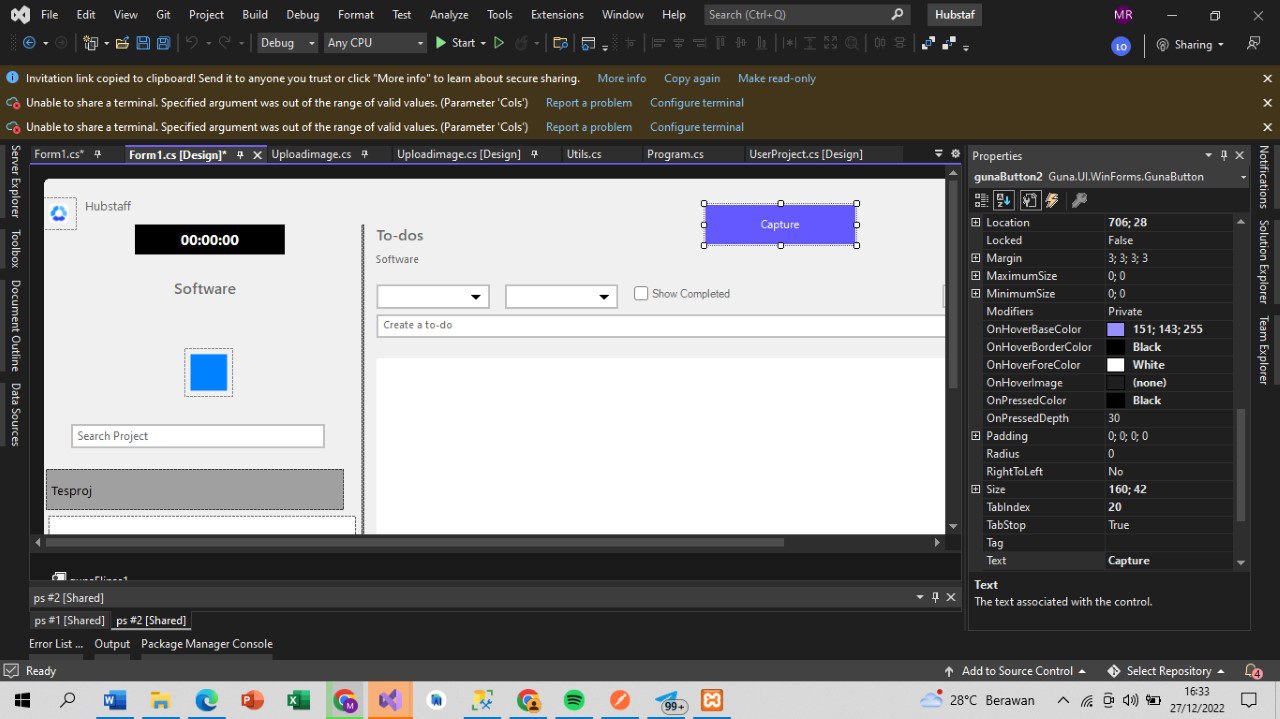 File Edit View Git Project Build Debug Format Test Analyze Tools Extensions Window Help Search (Ctrl+Q) Hubstaf MR
Debug Any CPU Start LO Sharing
Invitation link copied to clipboard! Send it to anyone you trust or click "More info" to learn about secure sharing. More info Copy again Make read-only
Unable to share a terminal. Specified argument was out of the range of valid values. (Parameter 'Cols') Report a problem Configure terminal
Unable to share a terminal. Specified argument was out of the range of valid values. (Parameter 'Cols') Report a problem Configure terminal
Server Explorer
Toolbox
Document Outline
Data Sources
Form1.cs* Form1.cs [Design]* Uploadimage.cs Uploadimage.cs [Design] Utils.cs Program.cs UserProject.cs [Design]
Hubstaff
00:00:00
Software
Search Project
Tesproj
To-dos
Software
Capture
Show Completed
Create a to-do
ps #2 [Shared]
ps #1 [Shared] ps #2 [Shared]
Error List ... Output Package Manager Console
Properties
gunaButton2 Guna.UI.WinForms.GunaButton
Location 706; 28
Locked False
Margin 3; 3; 3; 3
MaximumSize 0; 0
MinimumSize 0; 0
Modifiers Private
OnHoverBaseColor 151; 143; 255
OnHoverBorderColor Black
OnHoverForeColor White
OnHoverImage (none)
OnPressedColor Black
OnPressedDepth 30
Padding 0; 0; 0; 0
Radius 0
RightToLeft No
Size 160; 42
TabIndex 20
TabStop True
Tag
Text Capture
Text
The text associated with the control.
Notifications
Solution Explorer
Team Explorer
Ready Add to Source Control Select Repository 4
99+ 28°C Berawan 16:33
27/12/2022